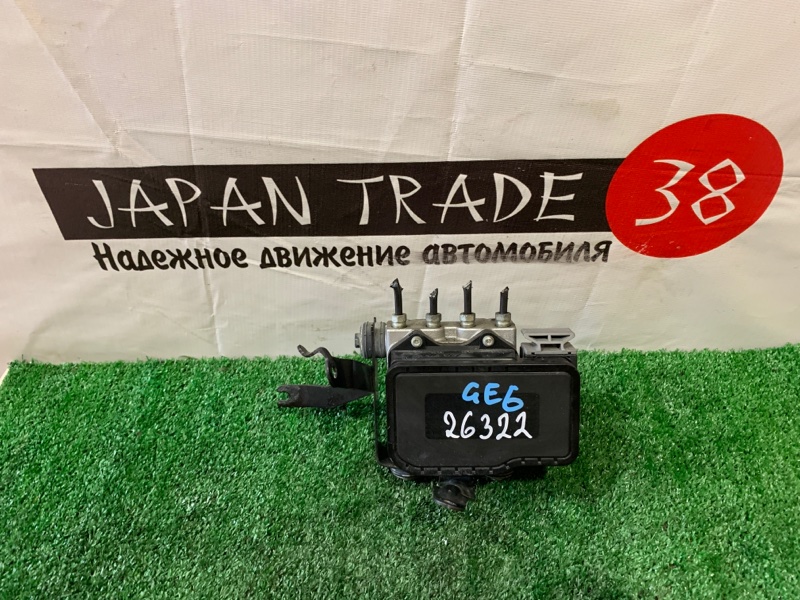 JAPAN TRADE 38
Надежное движение автомобиля
GE6
26322